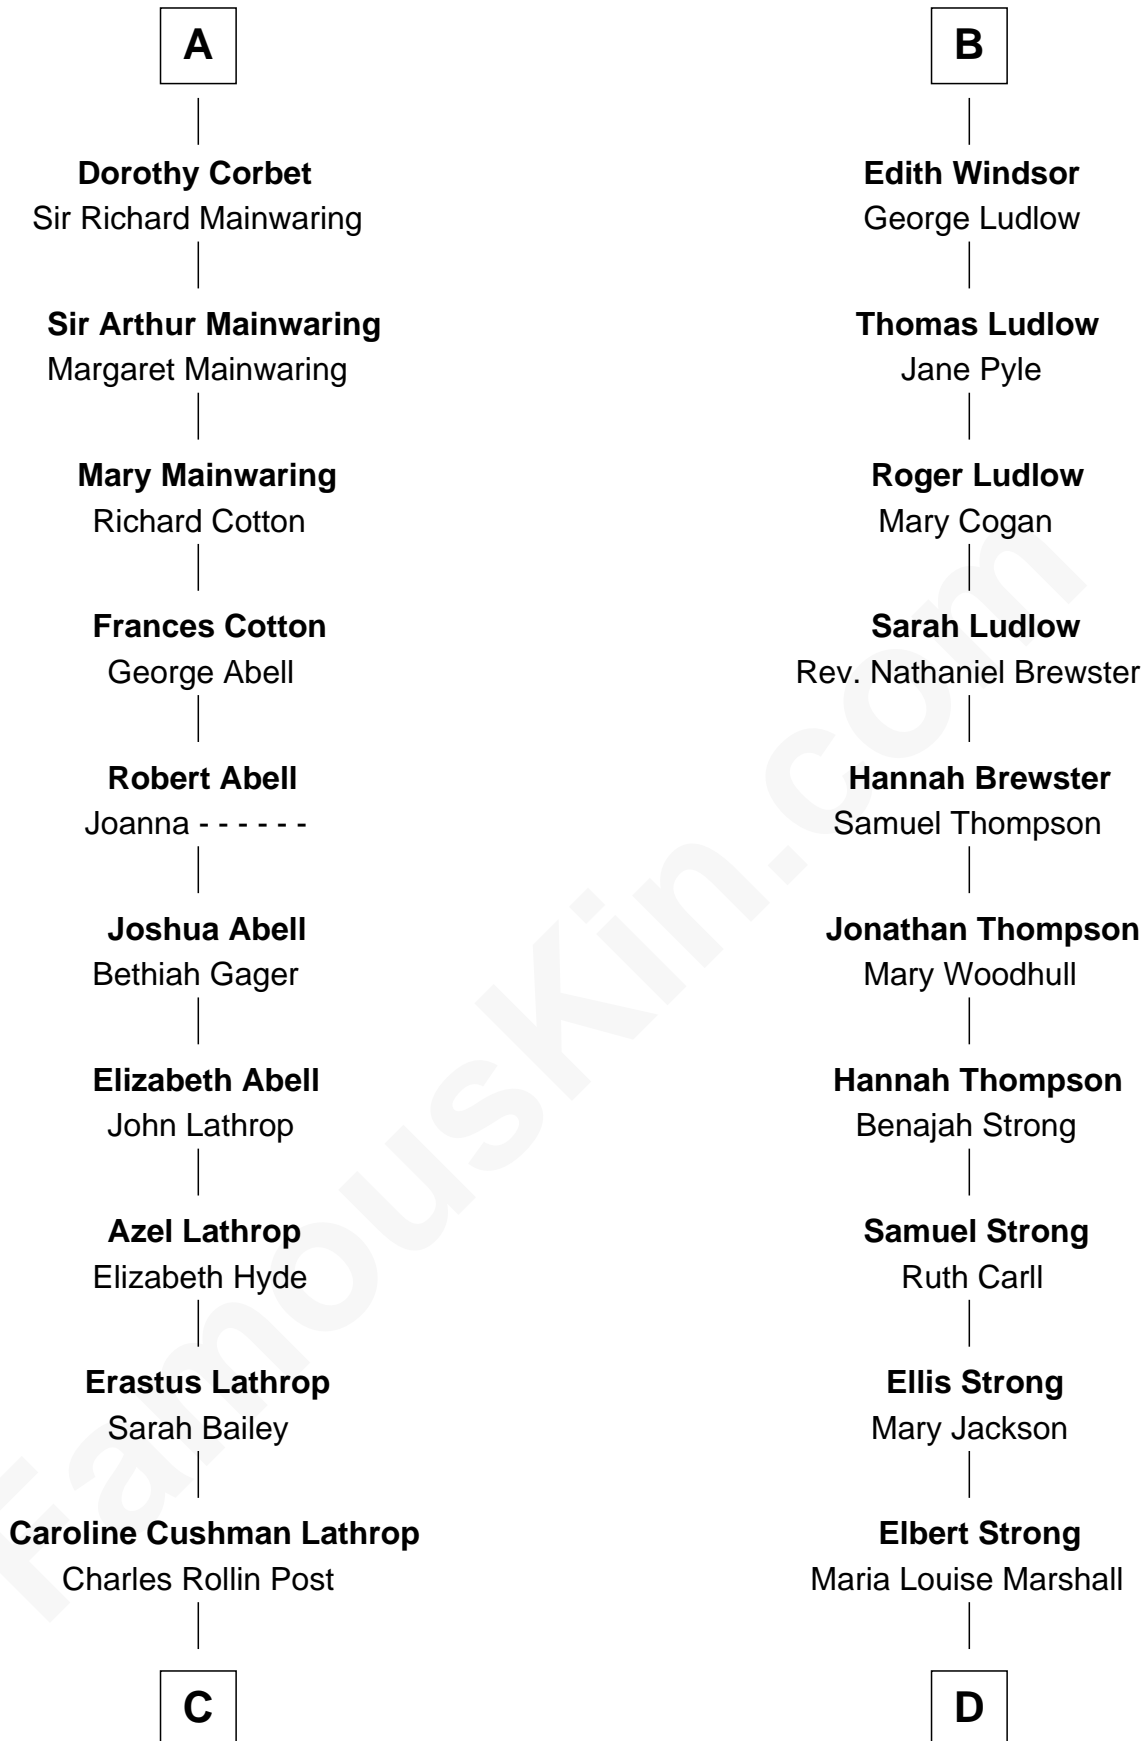 A
Dorothy Corbet
Sir Richard Mainwaring
Sir Arthur Mainwaring
Margaret Mainwaring
Mary Mainwaring
Richard Cotton
Frances Cotton
George Abell
Robert Abell
Joanna - - - - - -
Joshua Abell
Bethiah Gager
Elizabeth Abell
John Lathrop
Azel Lathrop
Elizabeth Hyde
Erastus Lathrop
Sarah Bailey
Caroline Cushman Lathrop
Charles Rollin Post
C
B
Edith Windsor
George Ludlow
Thomas Ludlow
Jane Pyle
Roger Ludlow
Mary Cogan
Sarah Ludlow
Rev. Nathaniel Brewster
Hannah Brewster
Samuel Thompson
Jonathan Thompson
Mary Woodhull
Hannah Thompson
Benajah Strong
Samuel Strong
Ruth Carll
Ellis Strong
Mary Jackson
Elbert Strong
Maria Louise Marshall
D
FamousKin.com